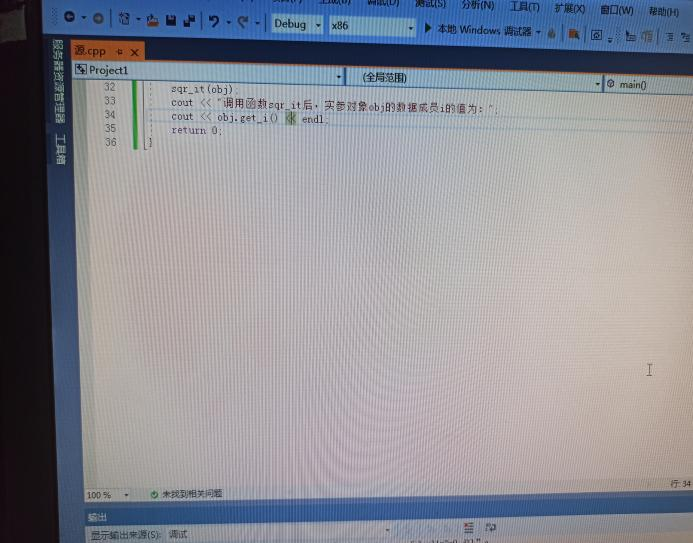 测试(S) 分析(N) 工具(T) 扩展(X) 窗口(W) 帮助(H)
Debug x86 本地 Windows 调试器
服务器资源管理器 工具箱
源.cpp
Project1 (全局范围) main()
32 sqr_it(obj);
33 cout << "调用函数sqr_it后，实参对象obj的数据成员i的值为：";
34 cout << obj.get_i() << endl;
35 return 0;
36 }
100 % 未找到相关问题 行: 34
输出
显示输出来源(S): 调试